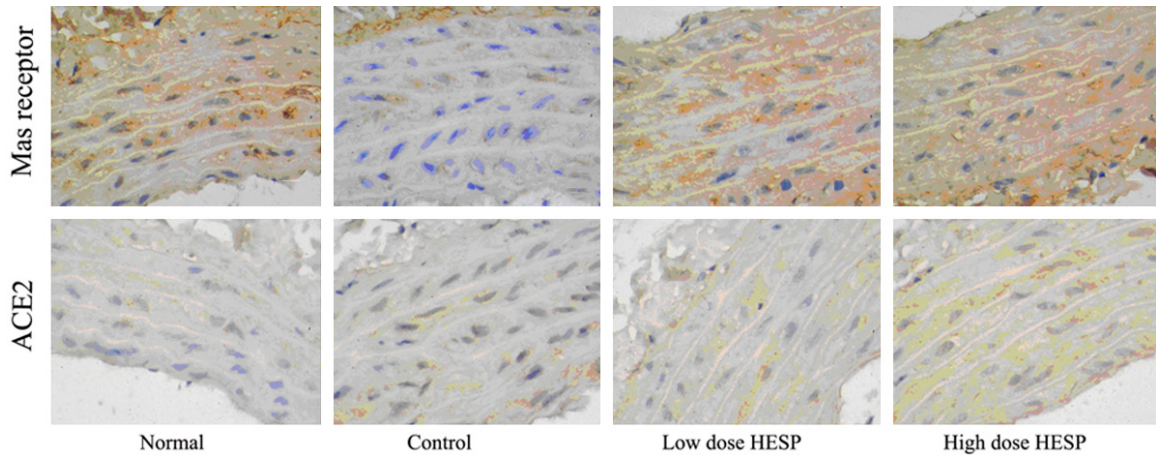 Mas receptor
ACE2
Normal
Control
Low dose HESP
High dose HESP